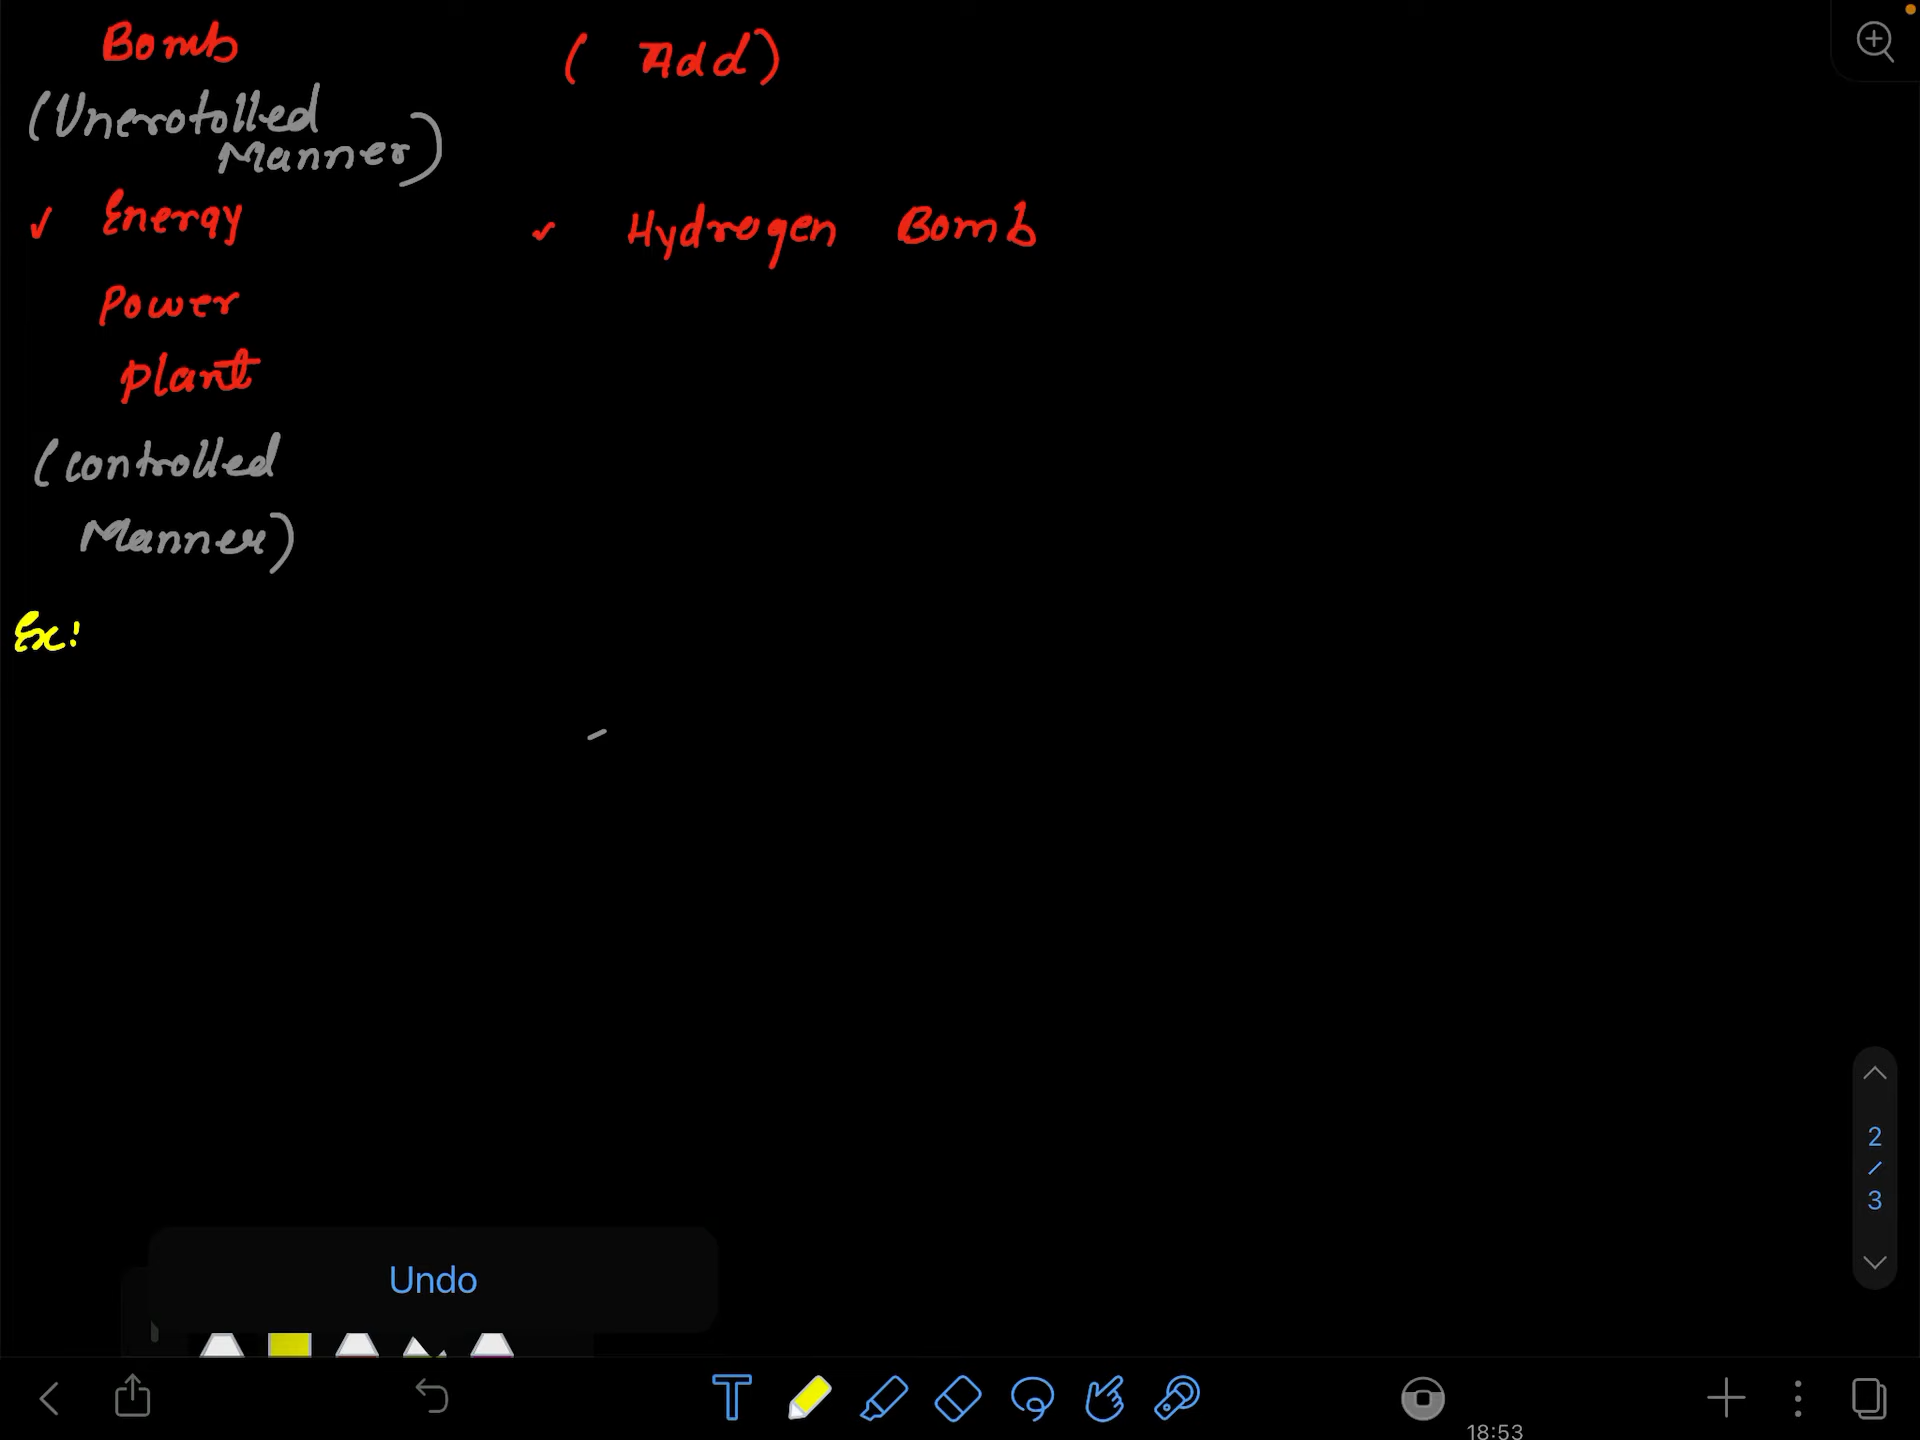 Bomb
( Add)
(Unerotolled
Manner)
✓ Energy
✓ Hydrogen Bomb
Power
plant
(controlled
Manner)
Ex:
2
/
3
Undo
T
18:53